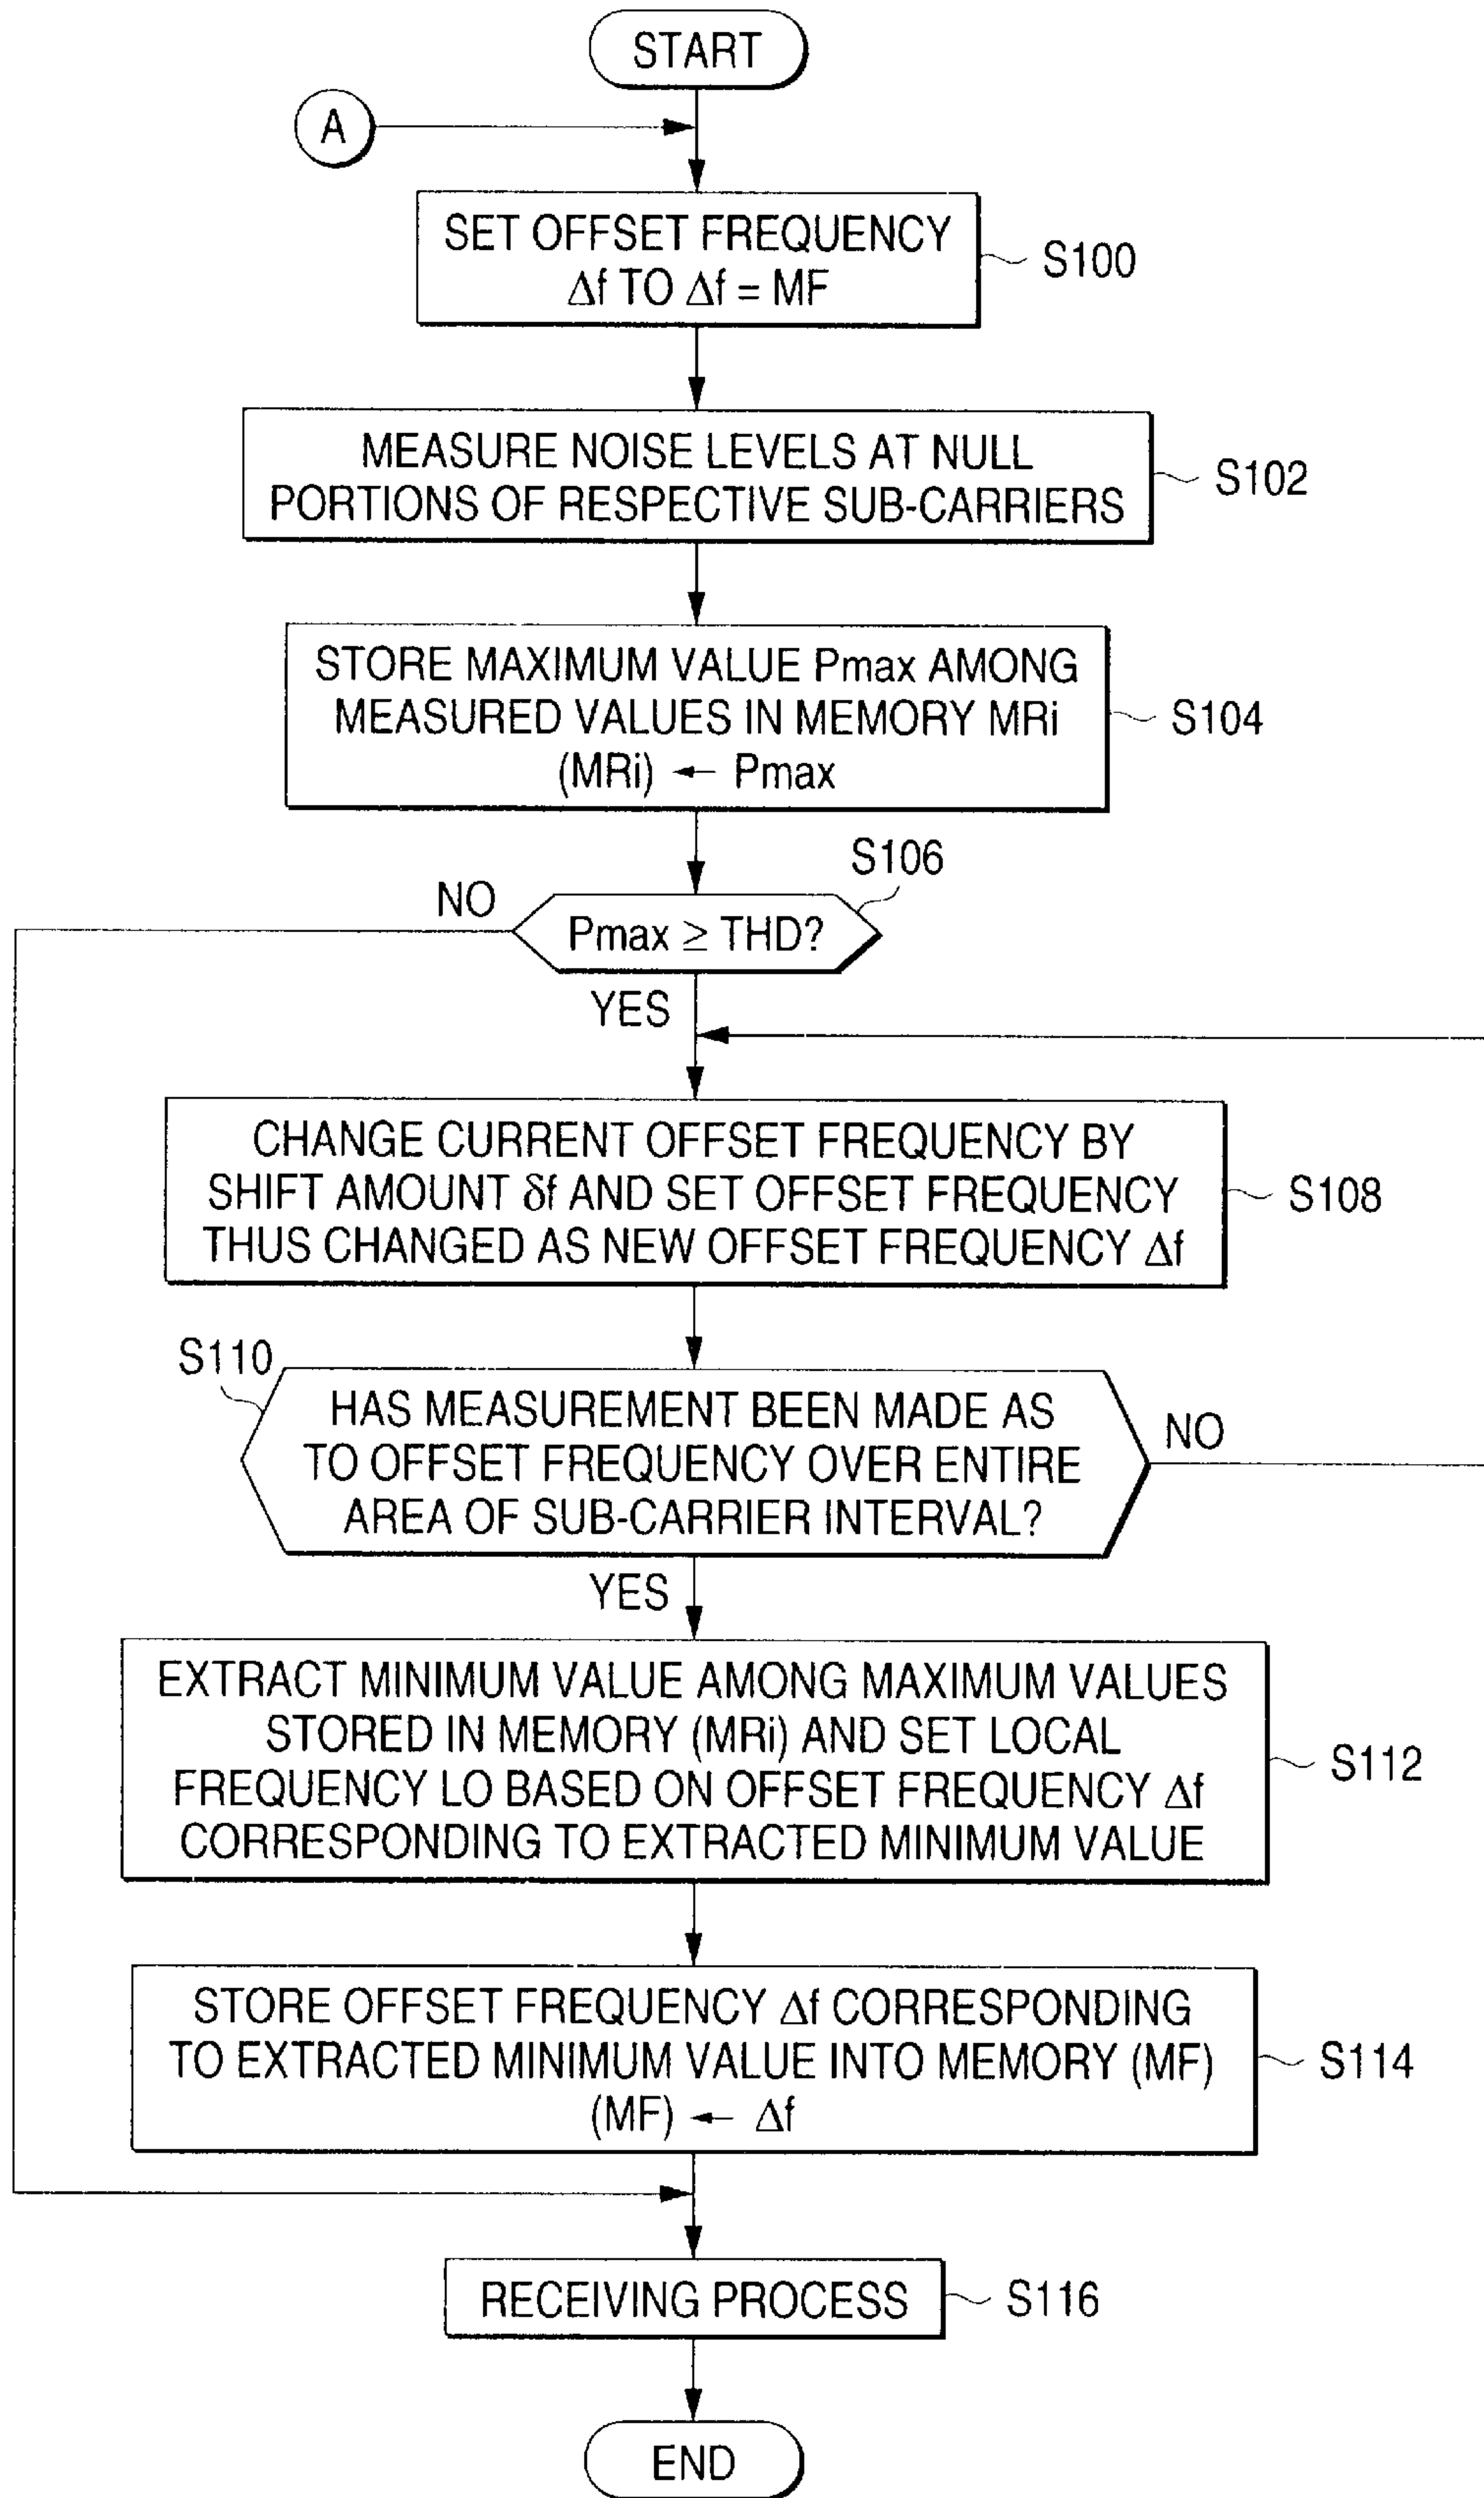 START
A
SET OFFSET FREQUENCY
Δf TO Δf = MF
S100
MEASURE NOISE LEVELS AT NULL
PORTIONS OF RESPECTIVE SUB-CARRIERS
S102
STORE MAXIMUM VALUE Pmax AMONG
MEASURED VALUES IN MEMORY MRi
(MRi) ← Pmax
S104
S106
NO
Pmax ≥ THD?
YES
CHANGE CURRENT OFFSET FREQUENCY BY
SHIFT AMOUNT δf AND SET OFFSET FREQUENCY
THUS CHANGED AS NEW OFFSET FREQUENCY Δf
S108
S110
HAS MEASUREMENT BEEN MADE AS
TO OFFSET FREQUENCY OVER ENTIRE
AREA OF SUB-CARRIER INTERVAL?
NO
YES
EXTRACT MINIMUM VALUE AMONG MAXIMUM VALUES
STORED IN MEMORY (MRi) AND SET LOCAL
FREQUENCY LO BASED ON OFFSET FREQUENCY Δf
CORRESPONDING TO EXTRACTED MINIMUM VALUE
S112
STORE OFFSET FREQUENCY Δf CORRESPONDING
TO EXTRACTED MINIMUM VALUE INTO MEMORY (MF)
(MF) ← Δf
S114
RECEIVING PROCESS
S116
END